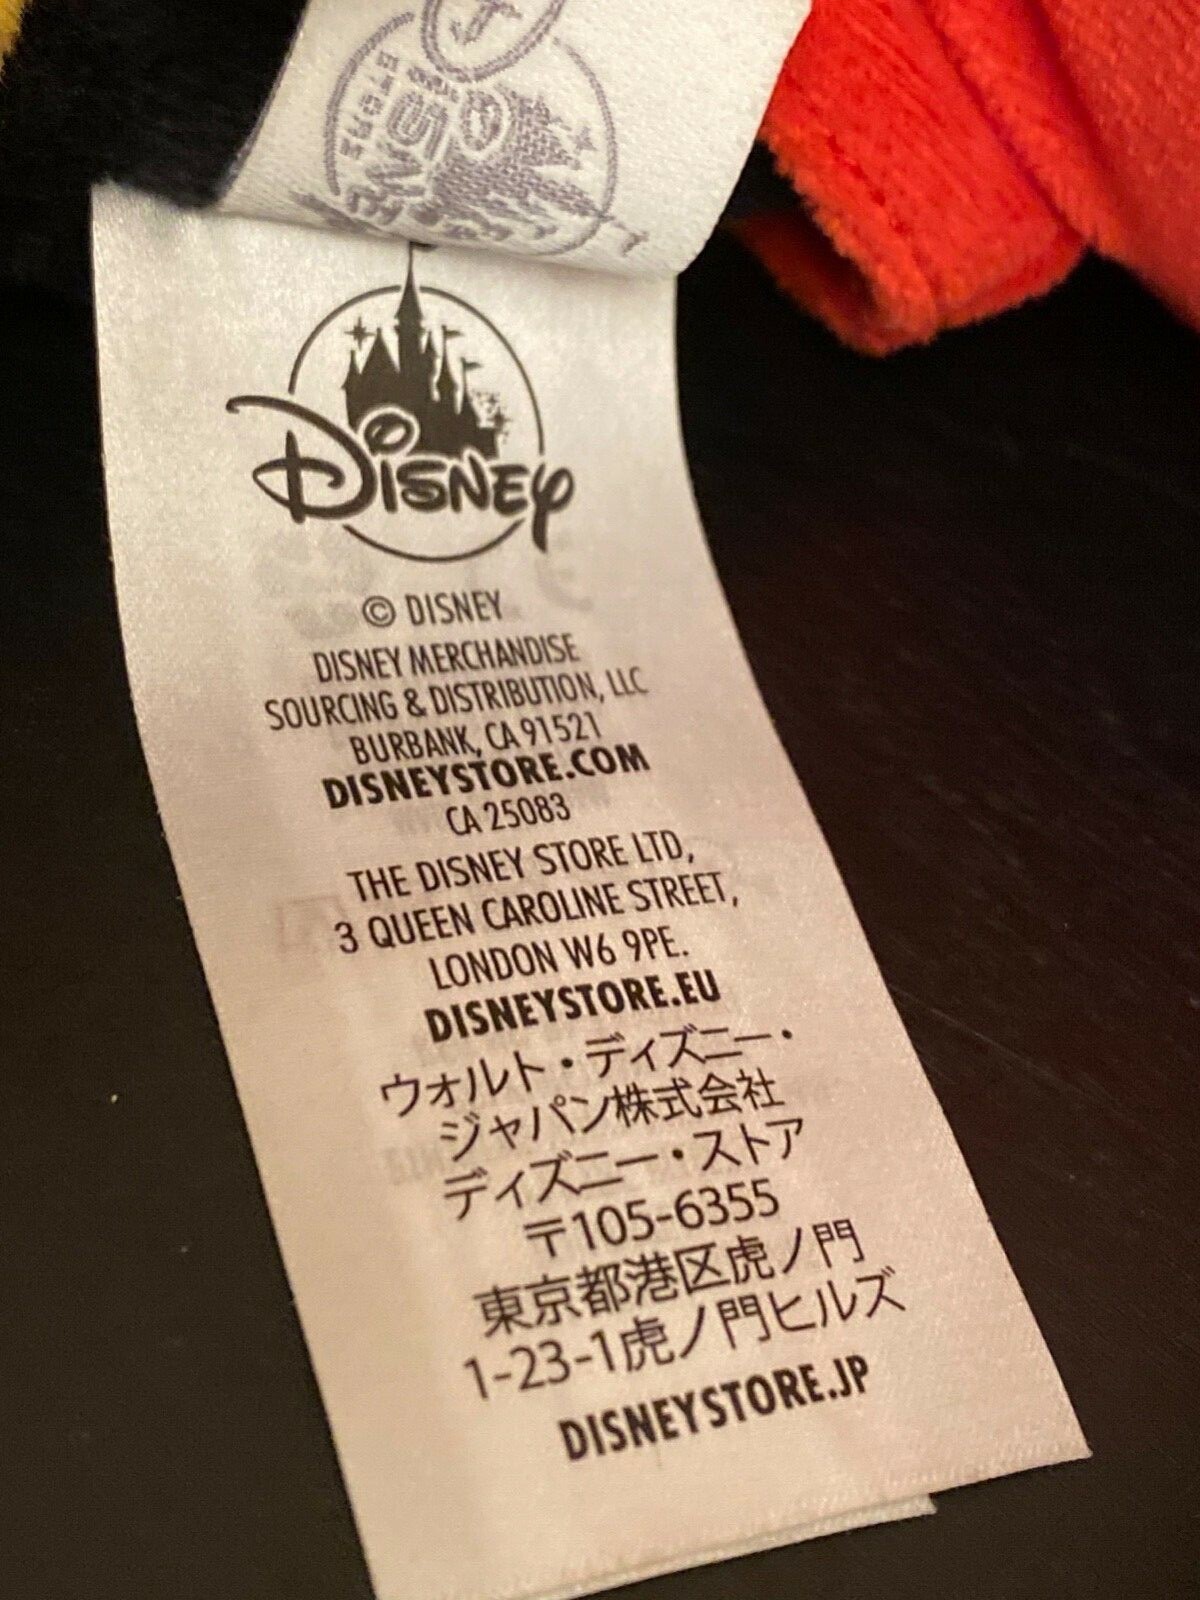 DISNEY
STORE
DISNEY
© DISNEY
DISNEY MERCHANDISE
SOURCING & DISTRIBUTION, LLC
BURBANK, CA 91521
DISNEYSTORE.COM
CA 25083
THE DISNEY STORE LTD,
3 QUEEN CAROLINE STREET,
LONDON W6 9PE.
DISNEYSTORE.EU
ウォルト・ディズニー・
ジャパン株式会社
ディズニー・ストア
〒105-6355
東京都港区虎ノ門
1-23-1虎ノ門ヒルズ
DISNEYSTORE.JP